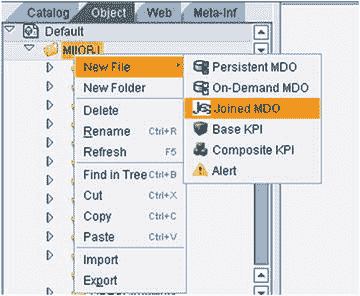 Catalog Object Web Meta-Inf
Default
MIIOBJ
New File
New Folder
Delete
Rename Ctrl+R
Refresh F5
Find in Tree Ctrl+B
Cut Ctrl+X
Copy Ctrl+C
Paste Ctrl+V
Import
Export
Persistent MDO
On-Demand MDO
Joined MDO
Base KPI
Composite KPI
Alert